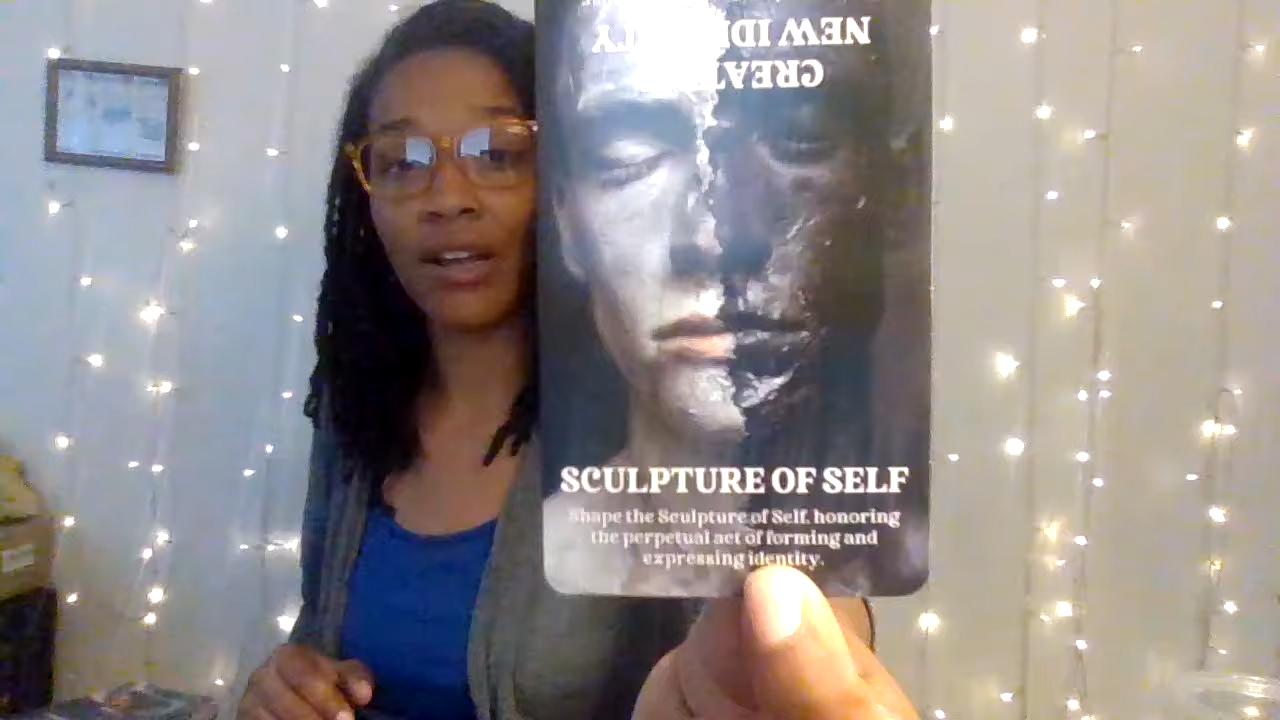 NEW IDENTITY
SCULPTURE OF SELF
Shape the Sculpture of Self, honoring
the perpetual act of forming and
expressing identity.